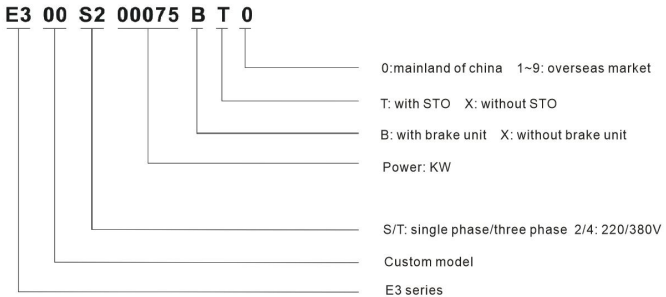 E3 00 S2 00075 B T 0
0:mainland of china 1~9: overseas market
T: with STO X: without STO
B: with brake unit X: without brake unit
Power: KW
S/T: single phase/three phase 2/4: 220/380V
Custom model
E3 series